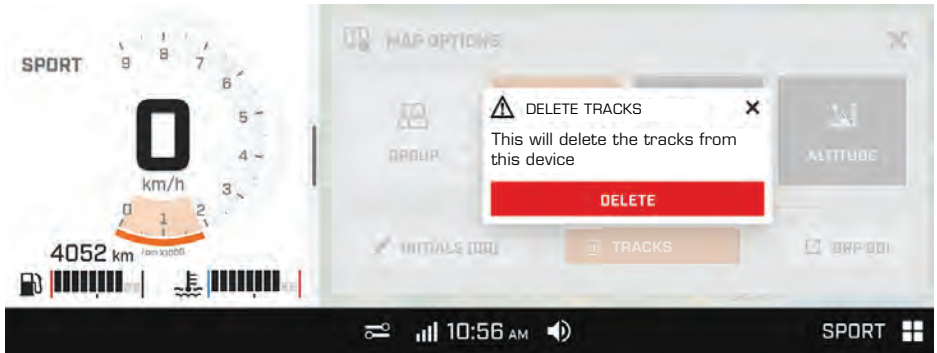 SPORT
9
8
7
6
5
4
3
2
1
0
0
km/h
4052 km
MAP OPTIONS
GROUP
ALTITUDE
DELETE TRACKS
This will delete the tracks from
this device
DELETE
TRACKS
10:56 AM
SPORT